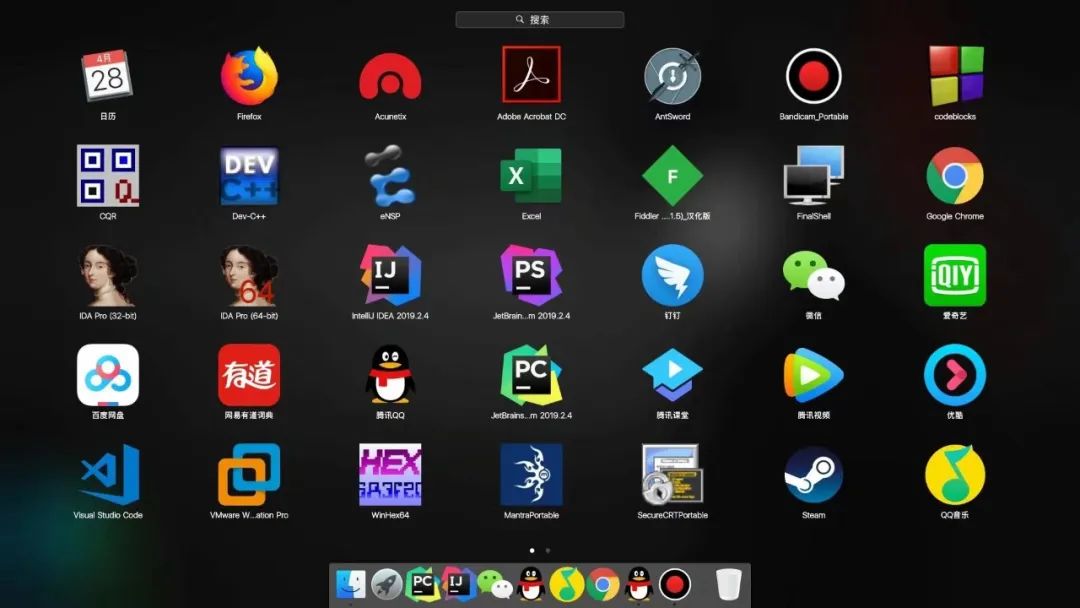 搜索
4月
28
日历
Firefox
Acunetix
Adobe Acrobat DC
AntSword
Bandicam_Portable
codeblocks
Q
CQR
DEV
C++
Dev-C++
eNSP
X
Excel
F
Fiddler ....1.5)_汉化版
FinalShell
Google Chrome
IDA Pro (32-bit)
64
IDA Pro (64-bit)
IJ
IntelliJ IDEA 2019.2.4
PS
JetBrain...m 2019.2.4
钉钉
微信
iQIYI
爱奇艺
百度网盘
有道
网易有道词典
腾讯QQ
PC
JetBrains...m 2019.2.4
腾讯课堂
腾讯视频
优酷
Visual Studio Code
VMware W...ation Pro
HEX
WinHex64
MantraPortable
SecureCRTPortable
Steam
QQ音乐
PC
IJ